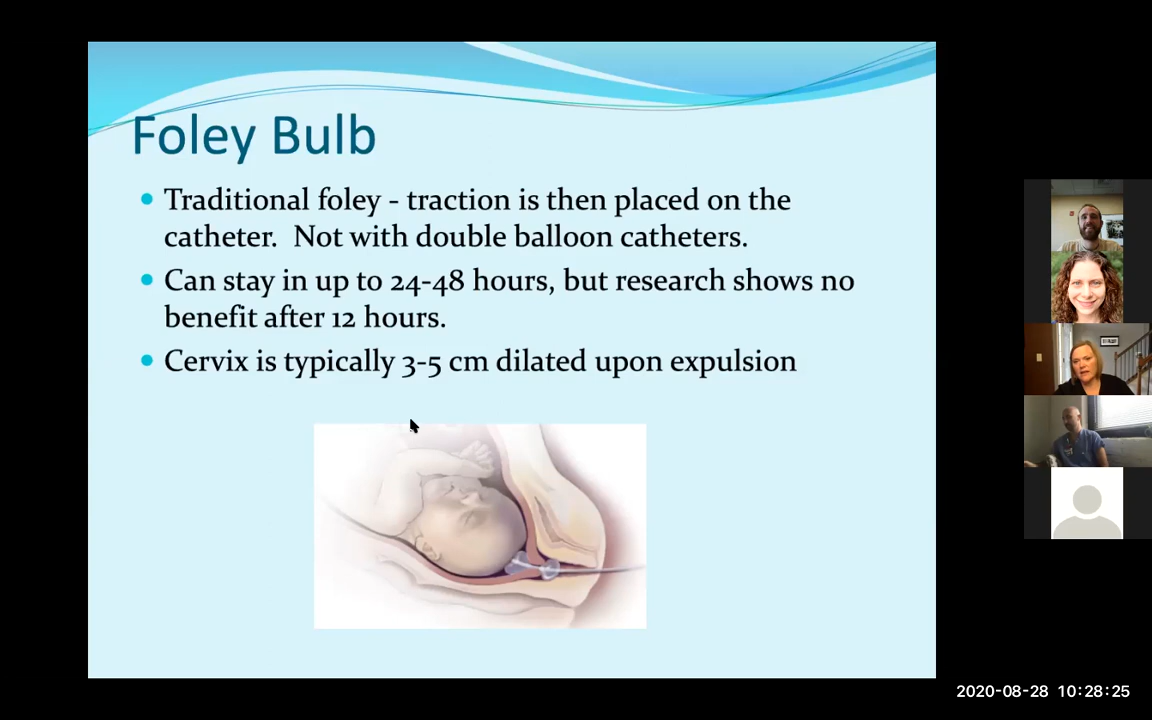 Foley Bulb
Traditional foley - traction is then placed on the
catheter.  Not with double balloon catheters.
Can stay in up to 24-48 hours, but research shows no
benefit after 12 hours.
Cervix is typically 3-5 cm dilated upon expulsion
2020-08-28 10:28:25